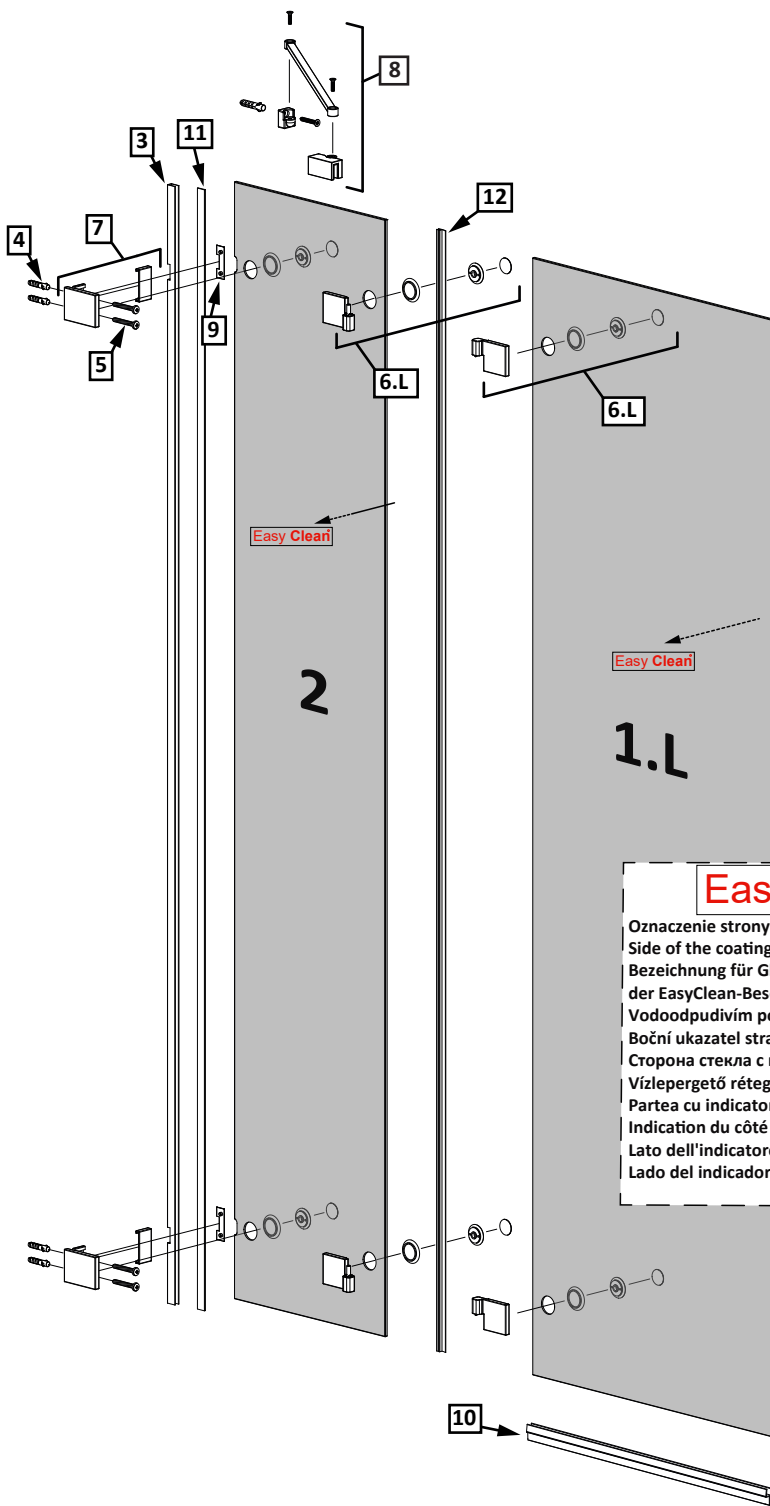 8
3
11
12
4
7
9
5
6.L
6.L
Easy Clean
2
Easy Clean
1.L
Eas
Oznaczenie strony
Side of the coating
Bezeichnung für G
der EasyClean-Bes
Vodoodpudivím po
Boční ukazatel stra
Сторона стекла с
Vízlepergető réteg
Partea cu indicator
Indication du côté
Lato dell'indicatore
Lado del indicador
10